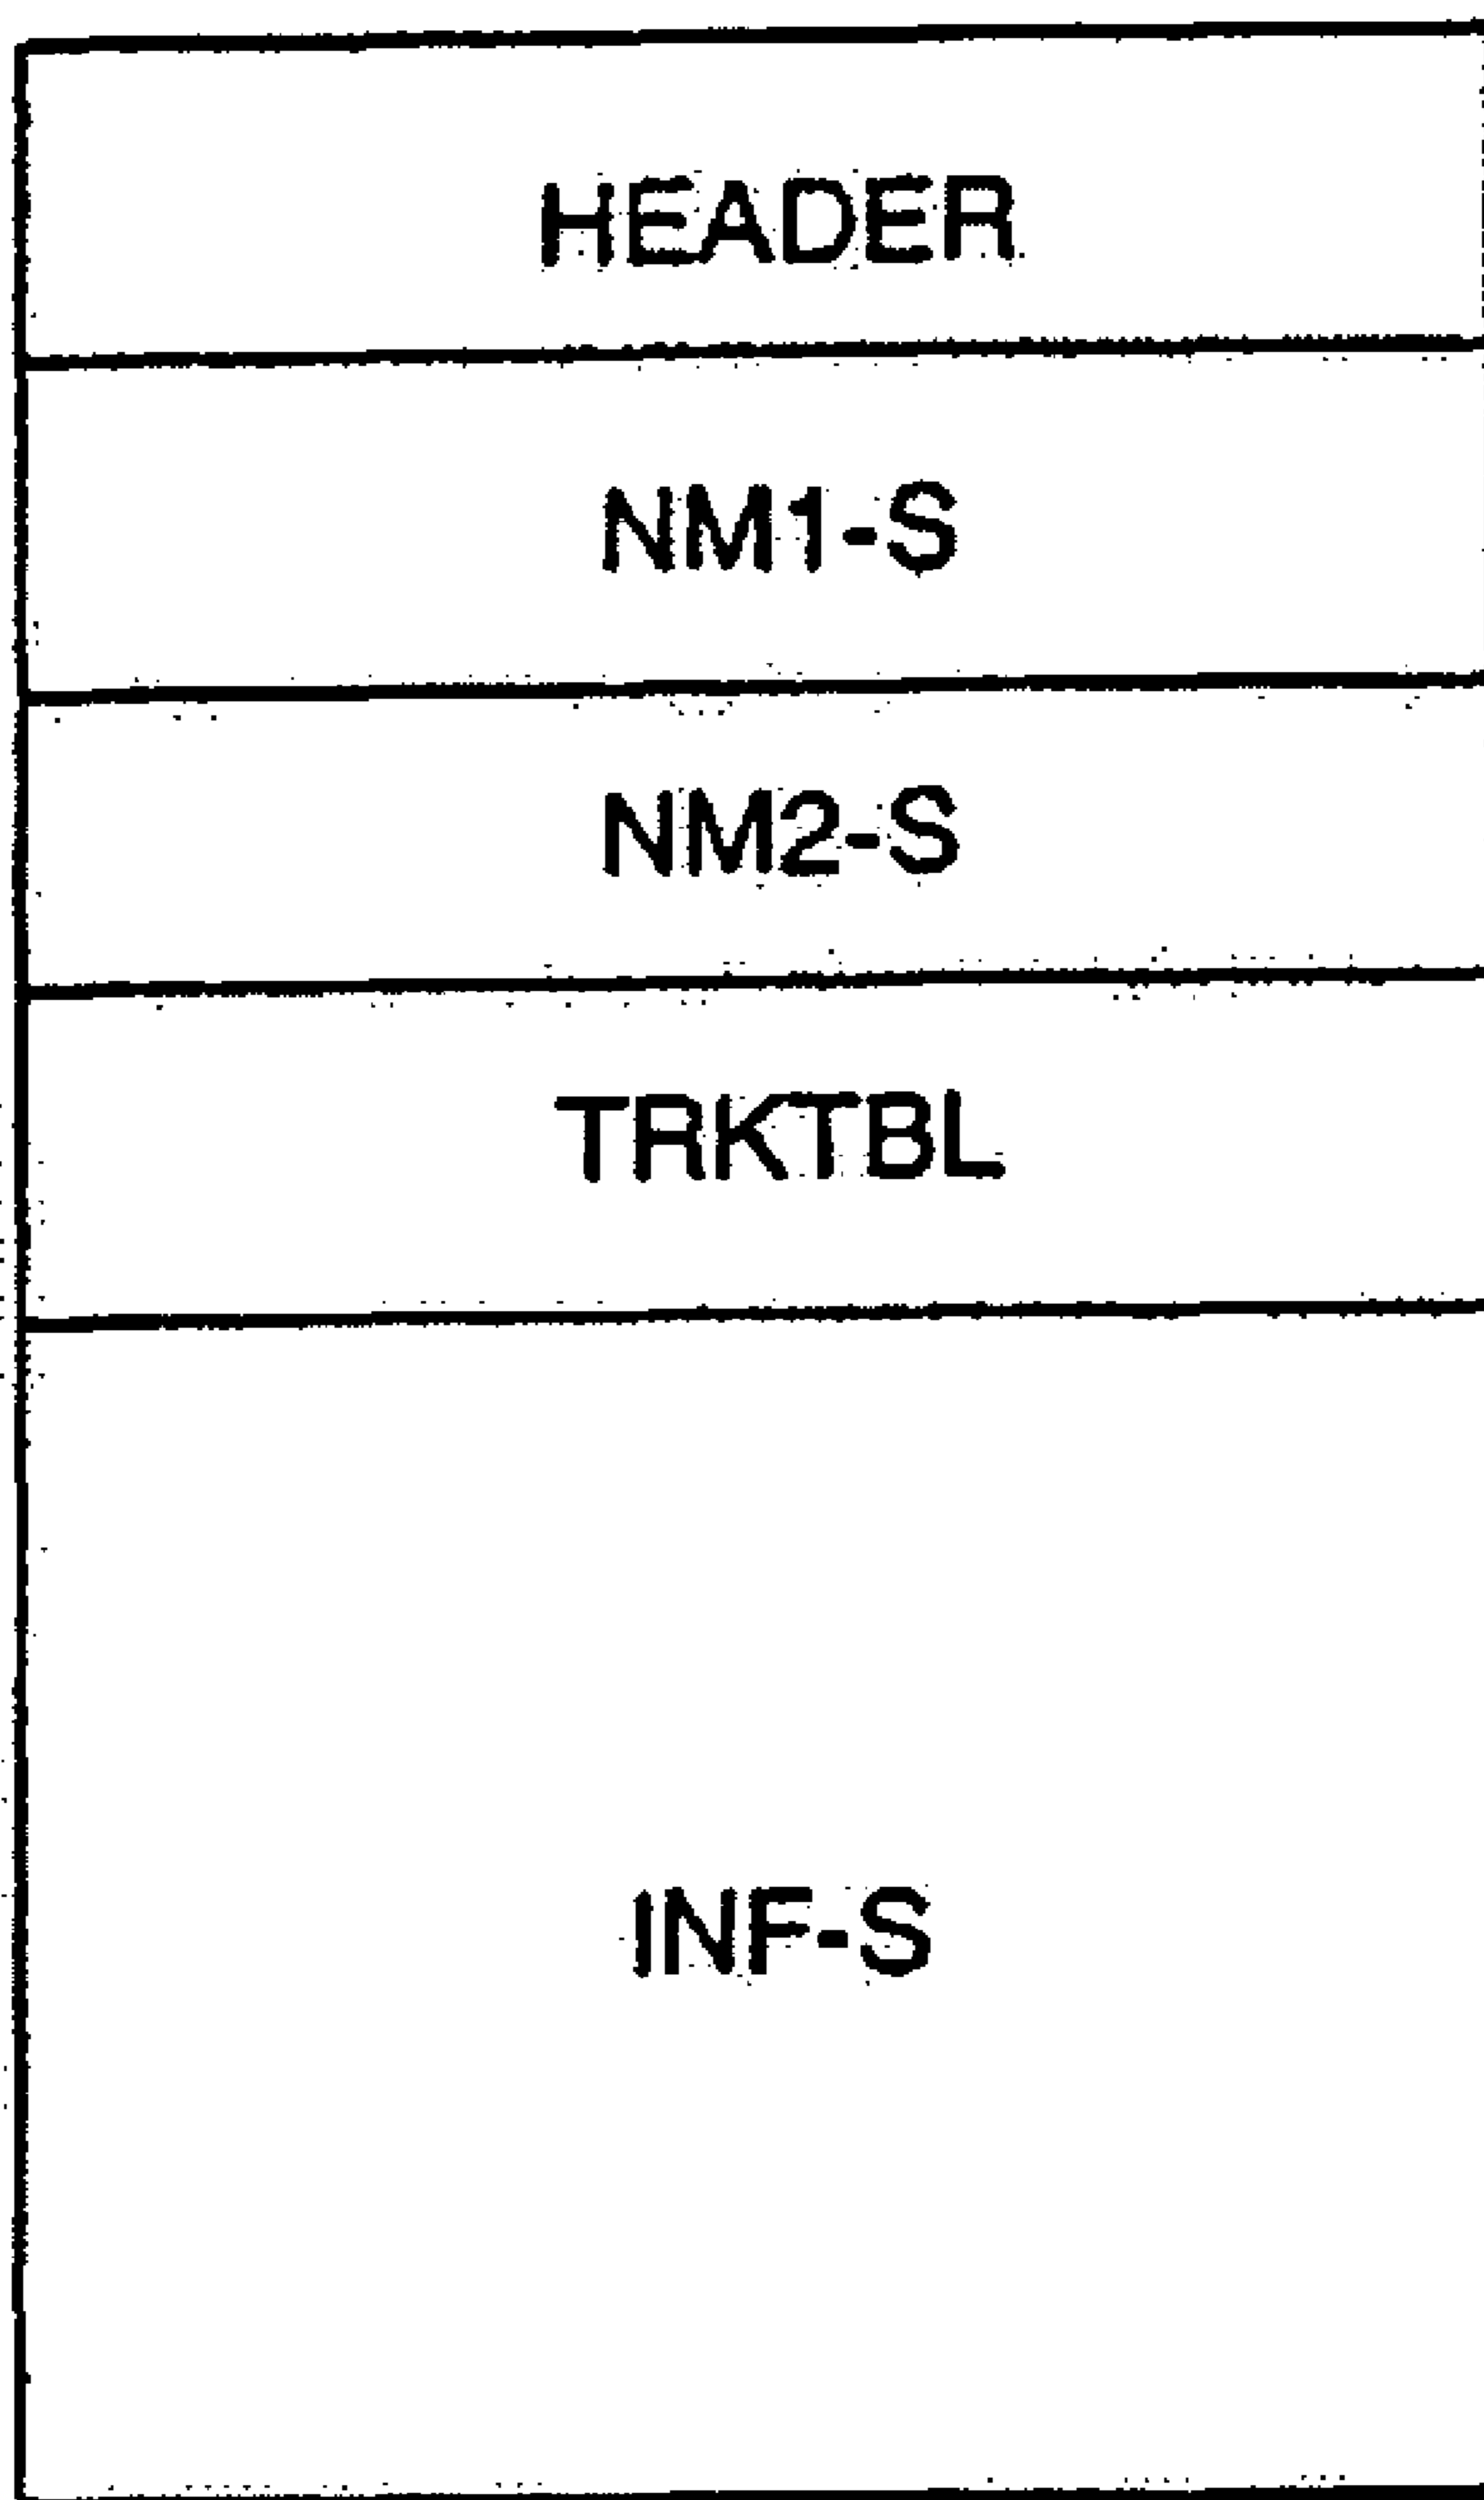 HEADER
NM1-S
NM2-S
TRKTBL
INF-S